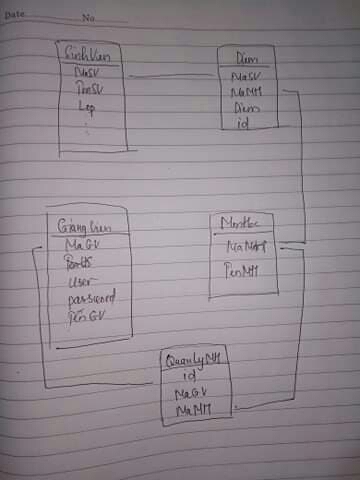 Date No
SinhVien
MaSV
TenSV
Lop
Diem
MaSV
MaMH
Diem
id
GiangVien
MaGV
User
password
TenGV
MonHoc
MaMH
TenMH
QuanLyMH
id
MaGV
MaMH